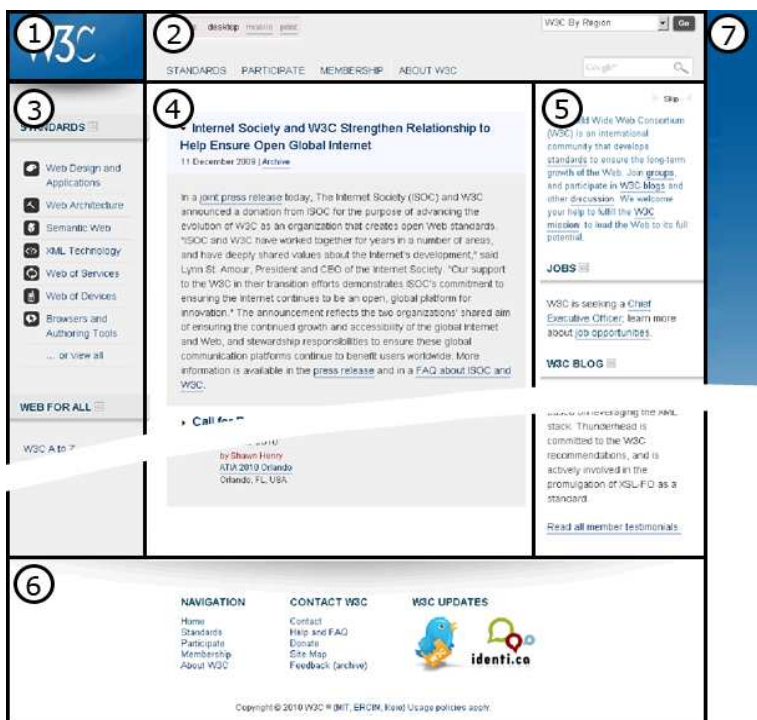 1
W3C
2
desktop mobile print
W3C By Region
Go
STANDARDS PARTICIPATE MEMBERSHIP ABOUT W3C
Google™
7
3
STANDARDS
Web Design and
Applications
Web Architecture
Semantic Web
XML Technology
Web of Services
Web of Devices
Browsers and
Authoring Tools
... or view all
WEB FOR ALL
W3C A to Z
4
Internet Society and W3C Strengthen Relationship to
Help Ensure Open Global Internet
11 December 2009 | Archive
In a joint press release today, The Internet Society (ISOC) and W3C
announced a donation from ISOC for the purpose of advancing the
evolution of W3C as an organization that creates open Web standards.
"ISOC and W3C have worked together for years in a number of areas,
and have deeply shared values about the Internet's development," said
Lynn St. Amour, President and CEO of the Internet Society. "Our support
to the W3C in their transition efforts demonstrates ISOC's commitment to
ensuring the Internet continues to be an open, global platform for
innovation." The announcement reflects the two organizations' shared aim
of ensuring the continued growth and accessibility of the global Internet
and Web, and stewardship responsibilities to ensure these global
communication platforms continue to benefit users worldwide. More
information is available in the press release and in a FAQ about ISOC and
W3C.
Call for
2010
by Shawn Henry
ATIA 2010 Orlando
Orlando, FL, USA
5
Skip
Wide Web Consortium
(W3C) is an international
community that develops
standards to ensure the long-term
growth of the Web. Join groups,
and participate in W3C blogs and
other discussion. We welcome
your help to fulfill the W3C
mission: to lead the Web to its full
potential.
JOBS
W3C is seeking a Chief
Executive Officer; learn more
about job opportunities.
W3C BLOG
based on leveraging the XML
stack. Thunderhead is
committed to the W3C
recommendations, and is
actively involved in the
promulgation of XSL-FO as a
standard.
Read all member testimonials.
6
NAVIGATION
Home
Standards
Participate
Membership
About W3C
CONTACT W3C
Contact
Help and FAQ
Donate
Site Map
Feedback (archive)
W3C UPDATES
identi.ca
Copyright © 2010 W3C ® (MIT, ERCIM, Keio) Usage policies apply.